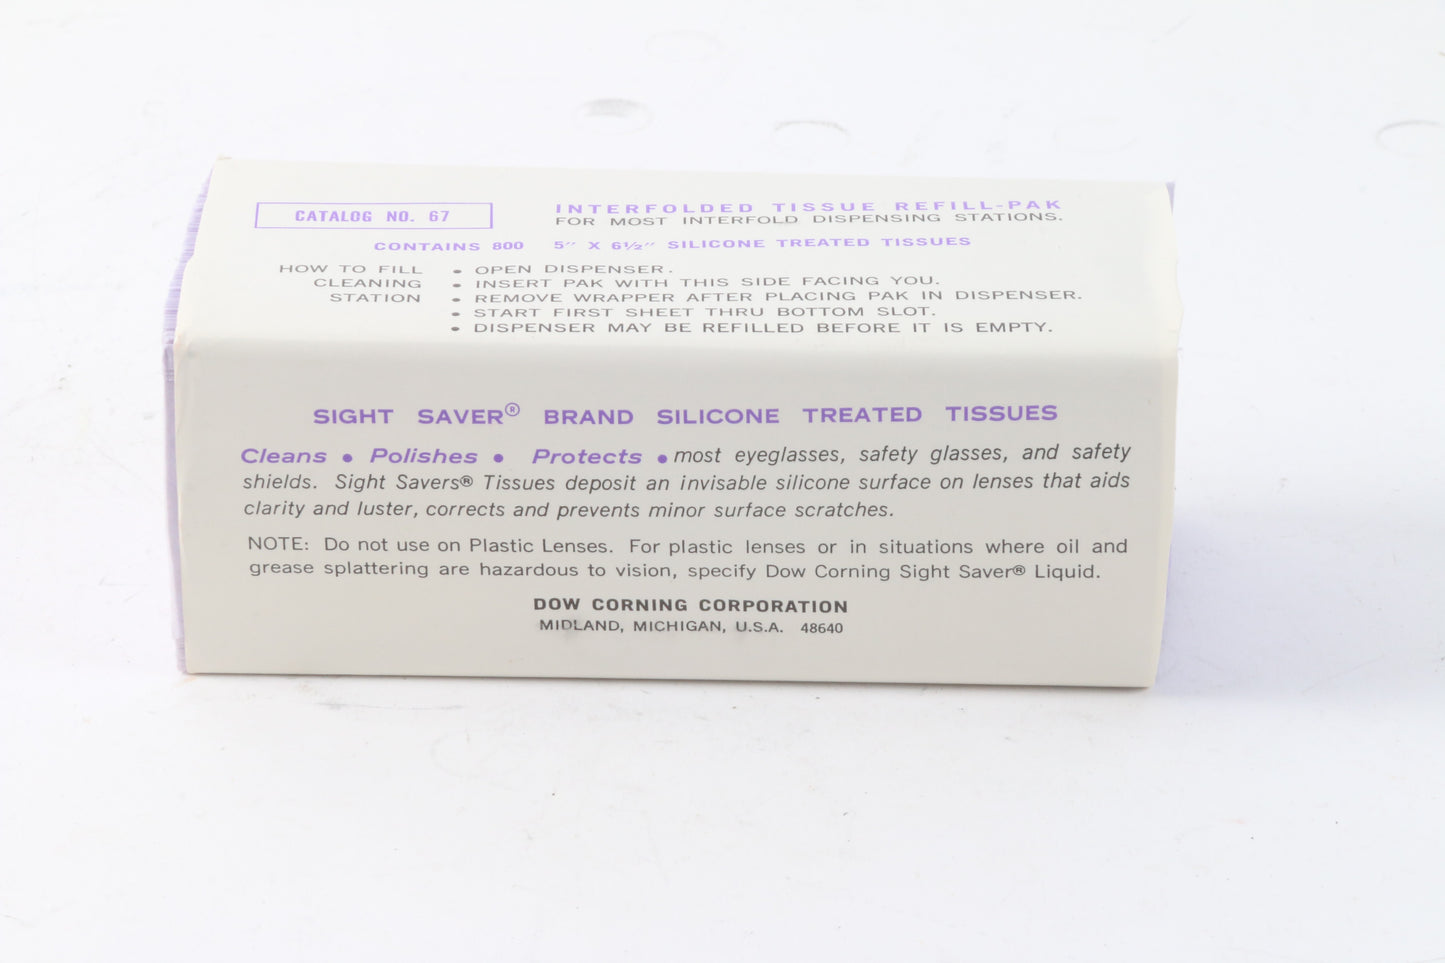 CATALOG NO. 67
INTERFOLDED TISSUE REFILL-PAK
FOR MOST INTERFOLD DISPENSING STATIONS.
CONTAINS 800 5″ X 6½″ SILICONE TREATED TISSUES
HOW TO FILL • OPEN DISPENSER.
CLEANING • INSERT PAK WITH THIS SIDE FACING YOU.
STATION • REMOVE WRAPPER AFTER PLACING PAK IN DISPENSER.
• START FIRST SHEET THRU BOTTOM SLOT.
• DISPENSER MAY BE REFILLED BEFORE IT IS EMPTY.
SIGHT SAVER® BRAND SILICONE TREATED TISSUES
Cleans • Polishes • Protects • most eyeglasses, safety glasses, and safety
shields. Sight Savers® Tissues deposit an invisable silicone surface on lenses that aids
clarity and luster, corrects and prevents minor surface scratches.
NOTE: Do not use on Plastic Lenses. For plastic lenses or in situations where oil and
grease splattering are hazardous to vision, specify Dow Corning Sight Saver® Liquid.
DOW CORNING CORPORATION
MIDLAND, MICHIGAN, U.S.A. 48640